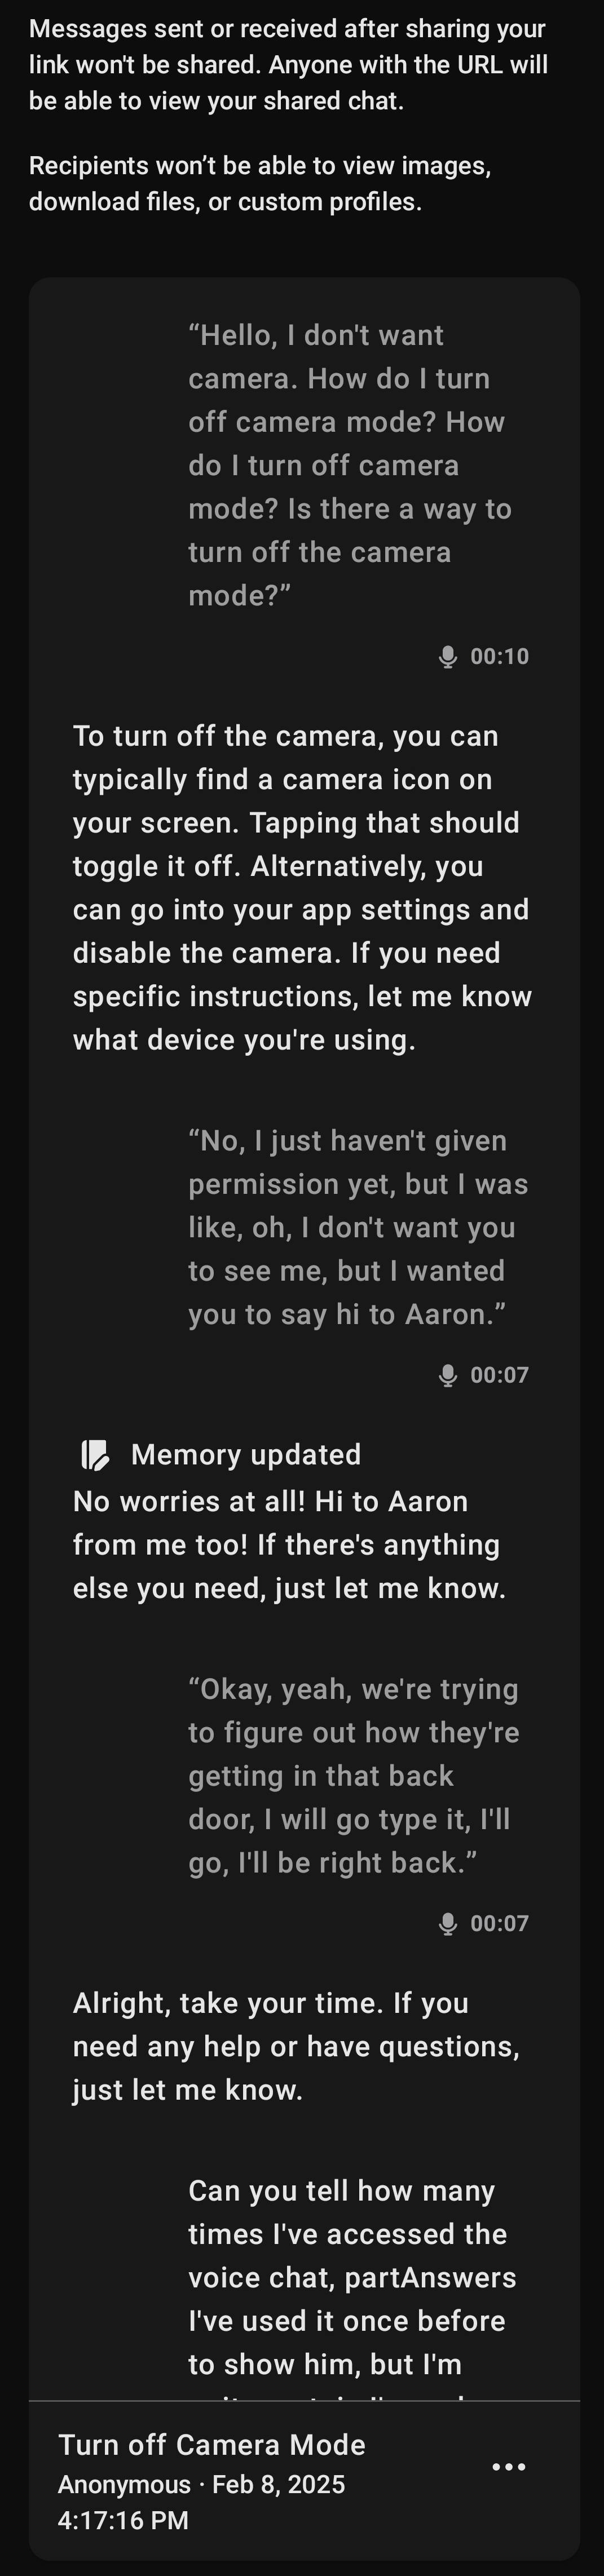 Messages sent or received after sharing your
link won't be shared. Anyone with the URL will
be able to view your shared chat.
Recipients won’t be able to view images,
download files, or custom profiles.
“Hello, I don't want
camera. How do I turn
off camera mode? How
do I turn off camera
mode? Is there a way to
turn off the camera
mode?”
00:10
To turn off the camera, you can
typically find a camera icon on
your screen. Tapping that should
toggle it off. Alternatively, you
can go into your app settings and
disable the camera. If you need
specific instructions, let me know
what device you're using.
“No, I just haven't given
permission yet, but I was
like, oh, I don't want you
to see me, but I wanted
you to say hi to Aaron.”
00:07
Memory updated
No worries at all! Hi to Aaron
from me too! If there's anything
else you need, just let me know.
“Okay, yeah, we're trying
to figure out how they're
getting in that back
door, I will go type it, I'll
go, I'll be right back.”
00:07
Alright, take your time. If you
need any help or have questions,
just let me know.
Can you tell how many
times I've accessed the
voice chat, partAnswers
I've used it once before
to show him, but I'm
Turn off Camera Mode
Anonymous · Feb 8, 2025
4:17:16 PM